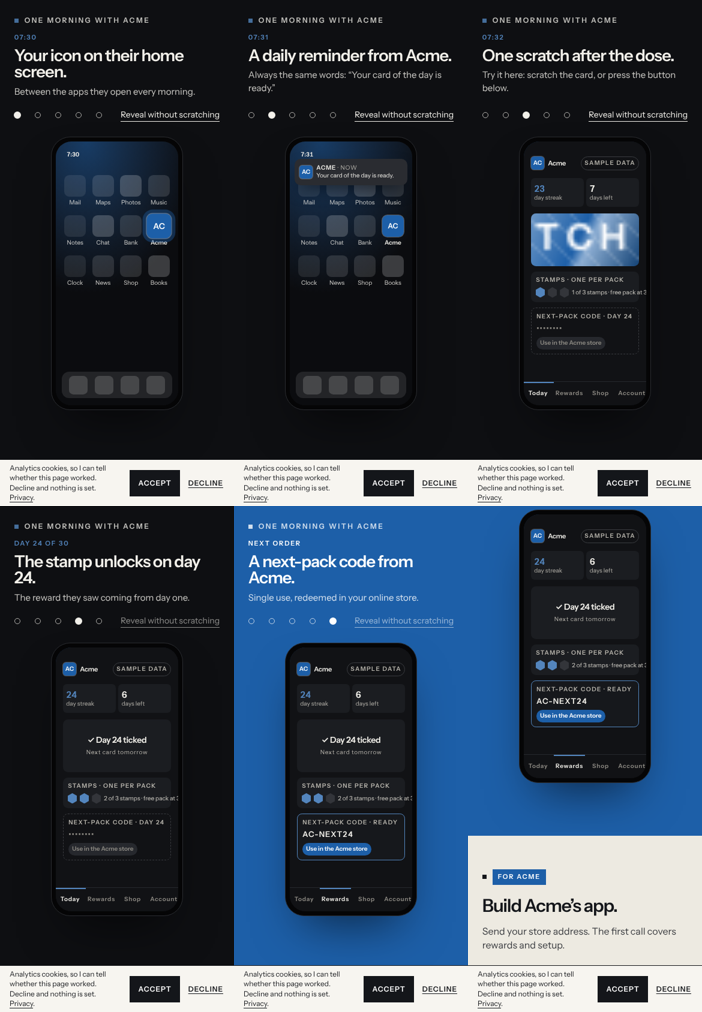 ONE MORNING WITH ACME
07:30
Your icon on their home
screen.
Between the apps they open every morning.
Reveal without scratching
7:30
Mail Maps Photos Music
AC
Notes Chat Bank Acme
Clock News Shop Books
Analytics cookies, so I can tell
whether this page worked.
Decline and nothing is set.
Privacy.
ACCEPT DECLINE
ONE MORNING WITH ACME
07:31
A daily reminder from Acme.
Always the same words: “Your card of the day is
ready.”
Reveal without scratching
7:31
AC ACME · NOW
Your card of the day is ready.
Mail Maps Photos Music
AC
Notes Chat Bank Acme
Clock News Shop Books
Analytics cookies, so I can tell
whether this page worked.
Decline and nothing is set.
Privacy.
ACCEPT DECLINE
ONE MORNING WITH ACME
07:32
One scratch after the dose.
Try it here: scratch the card, or press the button
below.
Reveal without scratching
AC Acme SAMPLE DATA
23 7
day streak days left
TCH
STAMPS · ONE PER PACK
1 of 3 stamps · free pack at 3
NEXT-PACK CODE · DAY 24
••••••••
Use in the Acme store
Today Rewards Shop Account
Analytics cookies, so I can tell
whether this page worked.
Decline and nothing is set.
Privacy.
ACCEPT DECLINE
ONE MORNING WITH ACME
DAY 24 OF 30
The stamp unlocks on day
24.
The reward they saw coming from day one.
Reveal without scratching
AC Acme SAMPLE DATA
24 6
day streak days left
✓ Day 24 ticked
Next card tomorrow
STAMPS · ONE PER PACK
2 of 3 stamps · free pack at 3
NEXT-PACK CODE · DAY 24
••••••••
Use in the Acme store
Today Rewards Shop Account
Analytics cookies, so I can tell
whether this page worked.
Decline and nothing is set.
Privacy.
ACCEPT DECLINE
ONE MORNING WITH ACME
NEXT ORDER
A next-pack code from
Acme.
Single use, redeemed in your online store.
Reveal without scratching
AC Acme SAMPLE DATA
24 6
day streak days left
✓ Day 24 ticked
Next card tomorrow
STAMPS · ONE PER PACK
2 of 3 stamps · free pack at 3
NEXT-PACK CODE · READY
AC-NEXT24
Use in the Acme store
Today Rewards Shop Account
Analytics cookies, so I can tell
whether this page worked.
Decline and nothing is set.
Privacy.
ACCEPT DECLINE
AC Acme SAMPLE DATA
24 6
day streak days left
✓ Day 24 ticked
Next card tomorrow
STAMPS · ONE PER PACK
2 of 3 stamps · free pack at 3
NEXT-PACK CODE · READY
AC-NEXT24
Use in the Acme store
Today Rewards Shop Account
FOR ACME
Build Acme’s app.
Send your store address. The first call covers
rewards and setup.
Analytics cookies, so I can tell
whether this page worked.
Decline and nothing is set.
Privacy.
ACCEPT DECLINE